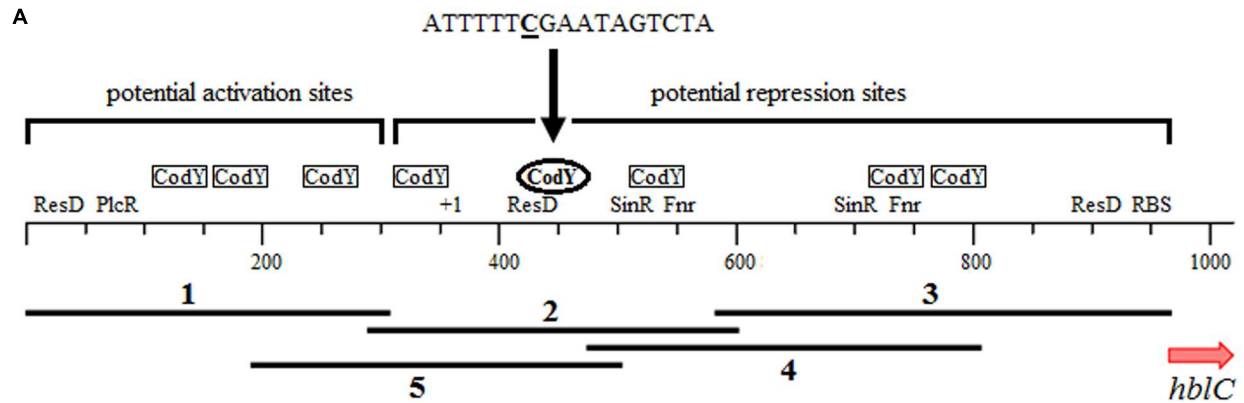 A
ATTTTTCGAATAGTCTA
potential activation sites potential repression sites
CodY CodY CodY CodY CodY CodY CodY CodY
ResD PlcR +1 ResD SinR Fnr SinR Fnr ResD RBS
200 400 600 800 1000
1 2 3
5 4
hblC